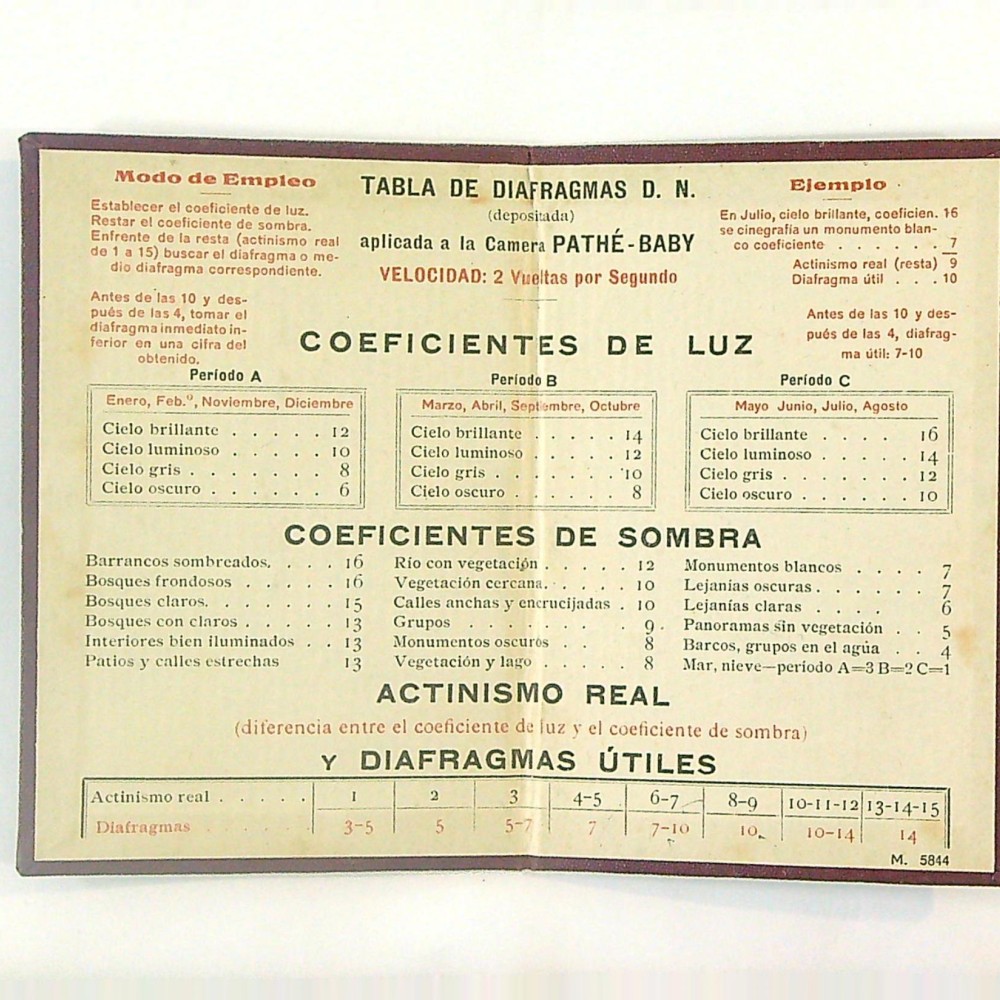 Modo de Empleo
Establecer el coeficiente de luz.
Restar el coeficiente de sombra.
Enfrente de la resta (actinismo real
de 1 a 15) buscar el diafragma o me-
dio diafragma correspondiente.
Antes de las 10 y des-
pués de las 4, tomar el
diafragma inmediato in-
ferior en una cifra del
obtenido.
TABLA DE DIAFRAGMAS D. N.
(depositada)
aplicada a la Camera PATHÉ-BABY
VELOCIDAD: 2 Vueltas por Segundo
Ejemplo
En Julio, cielo brillante, coeficien. 16
se cinegrafía un monumento blan-
co coeficiente . . . . . . 7
Actinismo real (resta) 9
Diafragma útil . . . 10
Antes de las 10 y des-
pués de las 4, diafrag-
ma útil: 7-10
COEFICIENTES DE LUZ
Período A
Enero, Feb.º, Noviembre, Diciembre
Cielo brillante . . . . . 12
Cielo luminoso . . . . . 10
Cielo gris . . . . . . . 8
Cielo oscuro . . . . . . 6
Período B
Marzo, Abril, Septiembre, Octubre
Cielo brillante . . . . . 14
Cielo luminoso . . . . . 12
Cielo gris . . . . . . . 10
Cielo oscuro . . . . . . 8
Período C
Mayo Junio, Julio, Agosto
Cielo brillante . . . . 16
Cielo luminoso . . . . . 14
Cielo gris . . . . . . . 12
Cielo oscuro . . . . . . 10
COEFICIENTES DE SOMBRA
Barrancos sombreados. . . . 16
Bosques frondosos . . . . . 16
Bosques claros. . . . . . . 15
Bosques con claros . . . . . 13
Interiores bien iluminados . . 13
Patios y calles estrechas 13
Río con vegetación . . . . . 12
Vegetación cercana. . . . . 10
Calles anchas y encrucijadas . 10
Grupos . . . . . . . 9
Monumentos oscuros . . 8
Vegetación y lago . . . . . 8
Monumentos blancos . . . . 7
Lejanías oscuras . . . . . . 7
Lejanías claras . . . . 6
Panoramas sin vegetación . . 5
Barcos, grupos en el agua . . 4
Mar, nieve—período A=3 B=2 C=1
ACTINISMO REAL
(diferencia entre el coeficiente de luz y el coeficiente de sombra)
Y DIAFRAGMAS ÚTILES
Actinismo real . . . . . 1 2 3 4-5 6-7 8-9 10-11-12 13-14-15
Diafragmas . . . . . 3-5 5 5-7 7 7-10 10 10-14 14
M. 5844